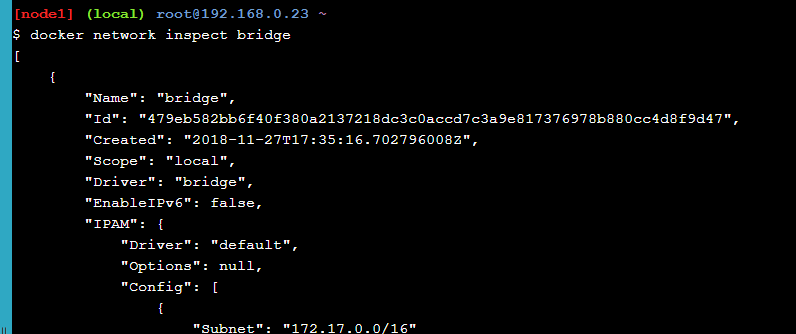 [node1] (local) root@192.168.0.23 ~
$ docker network inspect bridge
[
    {
        "Name": "bridge",
        "Id": "479eb582bb6f40f380a2137218dc3c0accd7c3a9e817376978b880cc4d8f9d47",
        "Created": "2018-11-27T17:35:16.702796008Z",
        "Scope": "local",
        "Driver": "bridge",
        "EnableIPv6": false,
        "IPAM": {
            "Driver": "default",
            "Options": null,
            "Config": [
                {
                    "Subnet": "172.17.0.0/16"